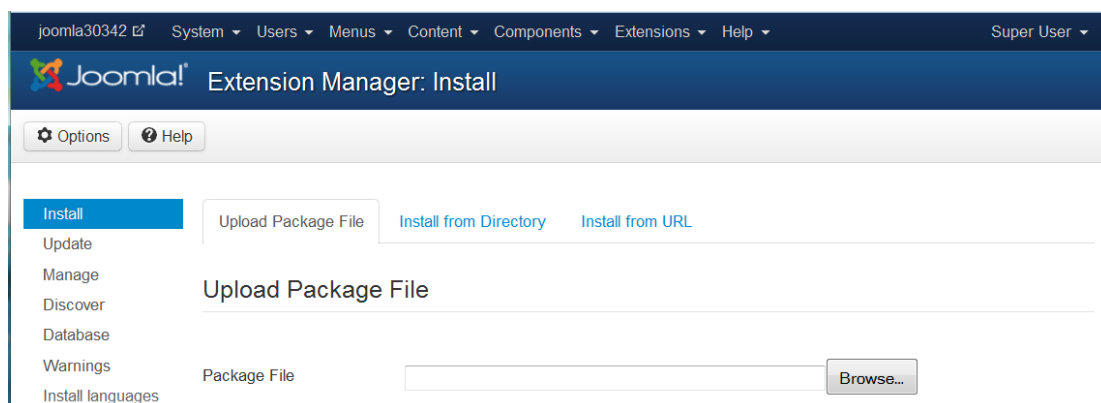 joomla30342 System Users Menus Content Components Extensions Help Super User
Joomla!® Extension Manager: Install
Options Help
Install
Update
Manage
Discover
Database
Warnings
Install languages
Upload Package File Install from Directory Install from URL
Upload Package File
Package File Browse...